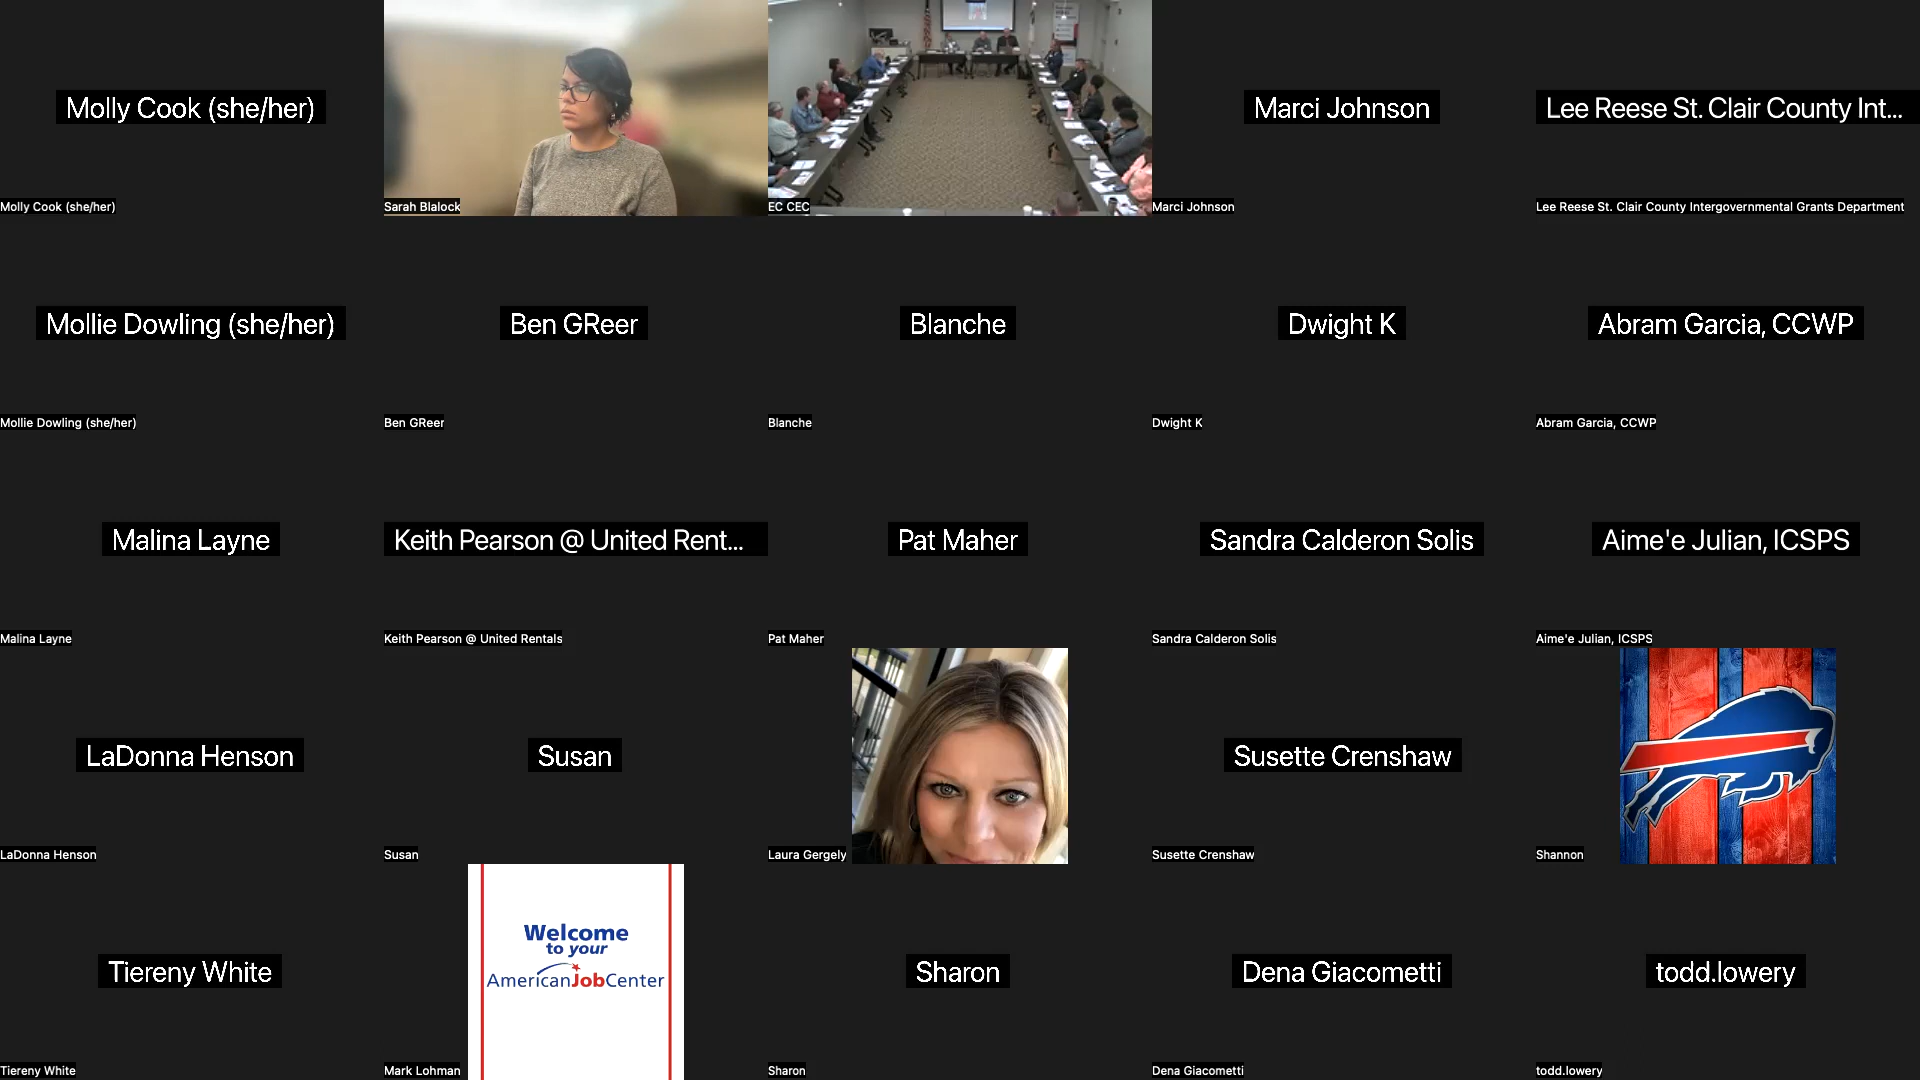 Molly Cook (she/her)
Molly Cook (she/her)
Sarah Blalock
EC CEC
Marci Johnson
Marci Johnson
Lee Reese St. Clair County Int...
Lee Reese St. Clair County Intergovernmental Grants Department
Mollie Dowling (she/her)
Mollie Dowling (she/her)
Ben GReer
Ben GReer
Blanche
Blanche
Dwight K
Dwight K
Abram Garcia, CCWP
Abram Garcia, CCWP
Malina Layne
Malina Layne
Keith Pearson @ United Rent...
Keith Pearson @ United Rentals
Pat Maher
Pat Maher
Sandra Calderon Solis
Sandra Calderon Solis
Aime'e Julian, ICSPS
Aime'e Julian, ICSPS
LaDonna Henson
LaDonna Henson
Susan
Susan
Laura Gergely
Susette Crenshaw
Susette Crenshaw
Shannon
Tiereny White
Tiereny White
Welcome
to your
AmericanJobCenter
Mark Lohman
Sharon
Sharon
Dena Giacometti
Dena Giacometti
todd.lowery
todd.lowery